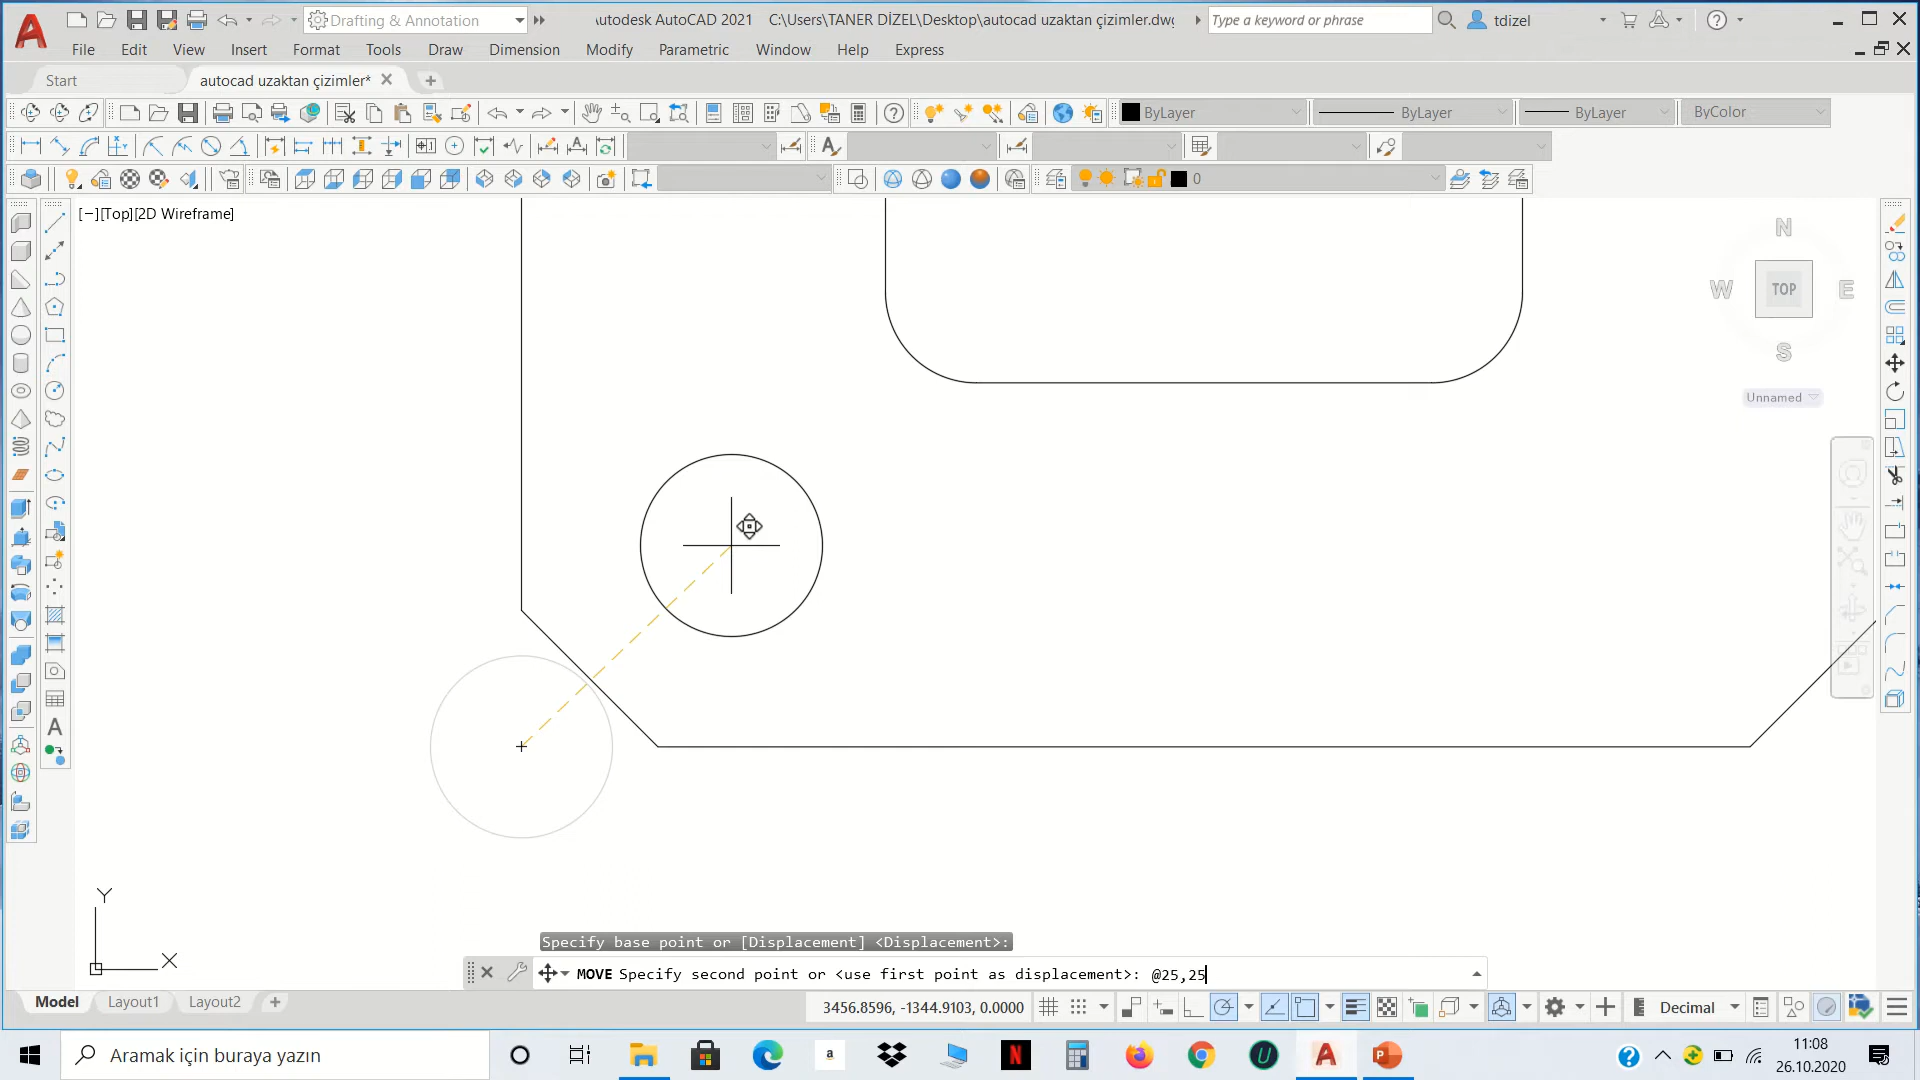 Drafting & Annotation
utodesk AutoCAD 2021 C:\Users\TANER DİZEL\Desktop\autocad uzaktan çizimler.dwg
Type a keyword or phrase
tdizel
File Edit View Insert Format Tools Draw Dimension Modify Parametric Window Help Express
Start
autocad uzaktan çizimler*
ByLayer
ByLayer
ByLayer
ByColor
0
[−][Top][2D Wireframe]
N
W
TOP
E
S
Unnamed
Y
X
Specify base point or [Displacement] <Displacement>:
MOVE Specify second point or <use first point as displacement>: @25,25
Model
Layout1
Layout2
3456.8596, -1344.9103, 0.0000
Decimal
Aramak için buraya yazın
11:08
26.10.2020